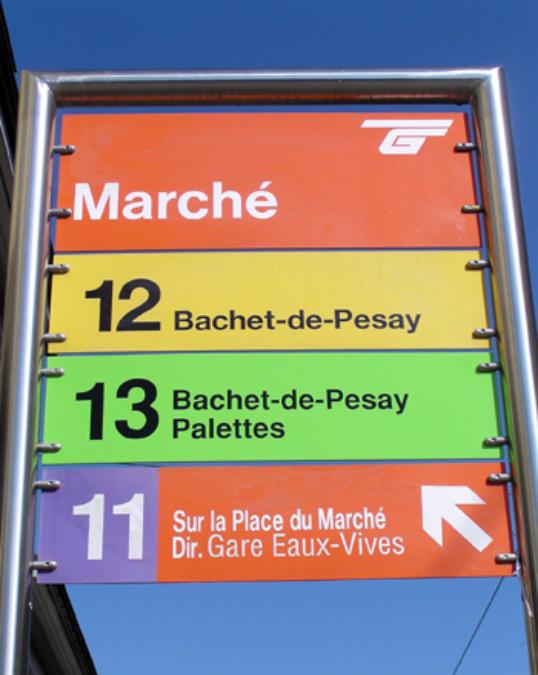 Marché
12 Bachet-de-Pesay
13 Bachet-de-Pesay
Palettes
11 Sur la Place du Marché
Dir. Gare Eaux-Vives